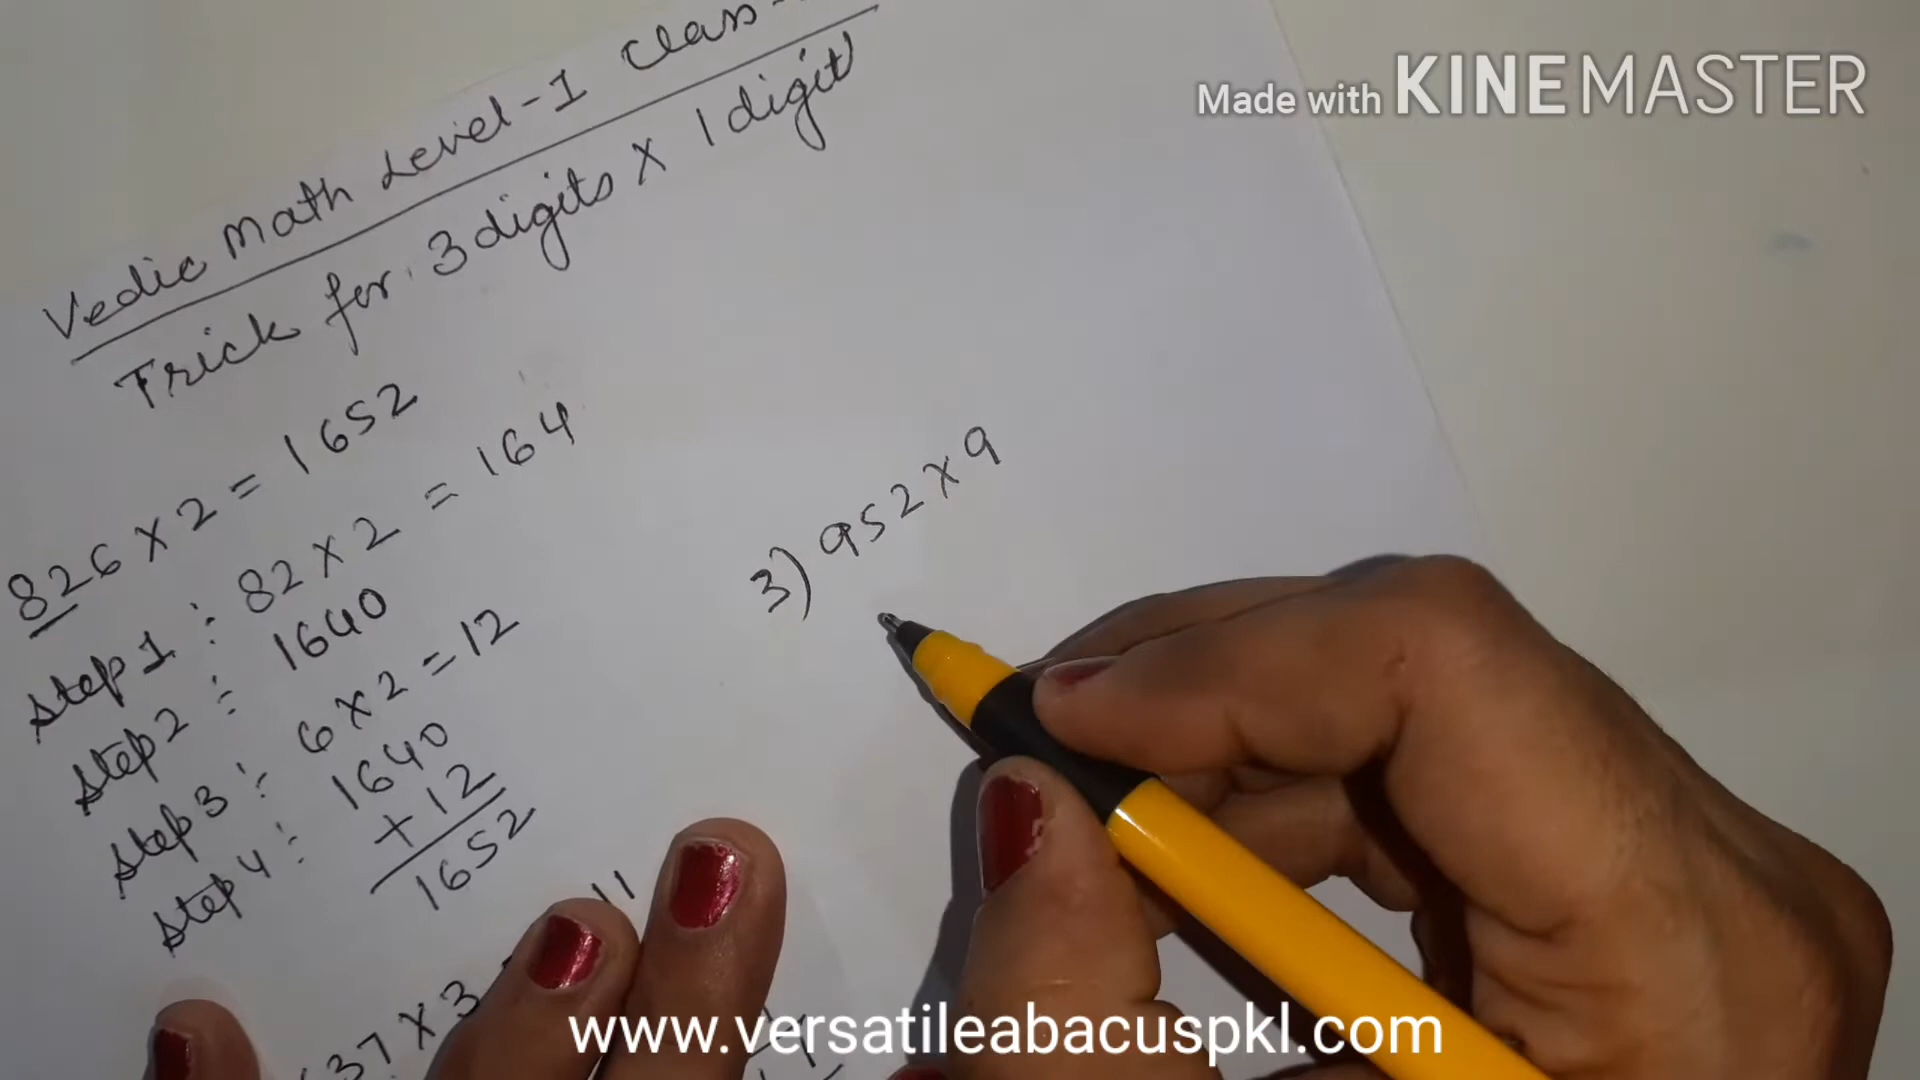 Made with KINEMASTER
Vedic Math Level-1 Class-
Trick for 3 digits X 1 digit
826 X 2 = 1652
Step 1 : 82 X 2 = 164
Step 2 : 1640
Step 3 : 6 X 2 = 12
Step 4 : 1640
+ 12
1652
37 X 3
11
3) 952 X 9
www.versatileabacuspkl.com